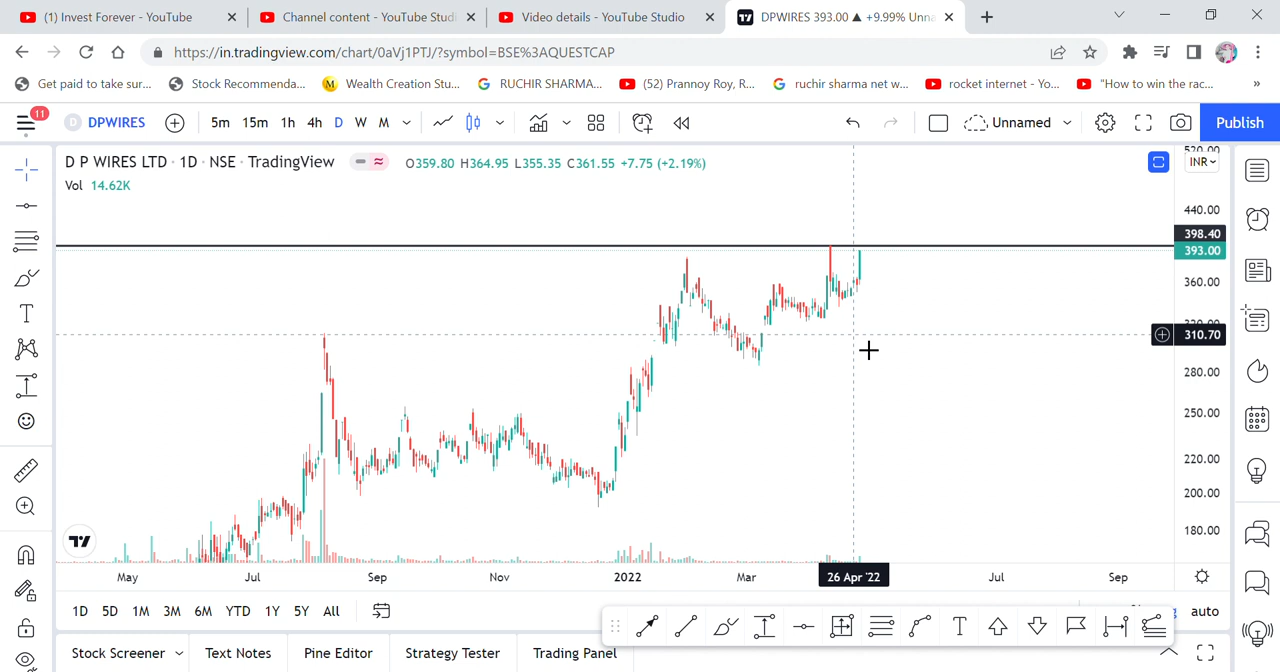 (1) Invest Forever - YouTube
Channel content - YouTube Studi
Video details - YouTube Studio
DPWIRES 393.00 ▲ +9.99% Unna
https://in.tradingview.com/chart/0aVj1PTJ/?symbol=BSE%3AQUESTCAP
Get paid to take sur...
Stock Recommenda...
Wealth Creation Stu...
RUCHIR SHARMA...
(52) Prannoy Roy, R...
ruchir sharma net w...
rocket internet - Yo...
"How to win the rac...
»
11
D DPWIRES
5m 15m 1h 4h D W M
Unnamed
Publish
D P WIRES LTD · 1D · NSE · TradingView
O359.80 H364.95 L355.35 C361.55 +7.75 (+2.19%)
INR
Vol 14.62K
440.00
398.40
393.00
360.00
310.70
280.00
250.00
220.00
200.00
180.00
May Jul Sep Nov 2022 Mar 26 Apr '22 Jul Sep
1D 5D 1M 3M 6M YTD 1Y 5Y All
auto
Stock Screener
Text Notes
Pine Editor
Strategy Tester
Trading Panel